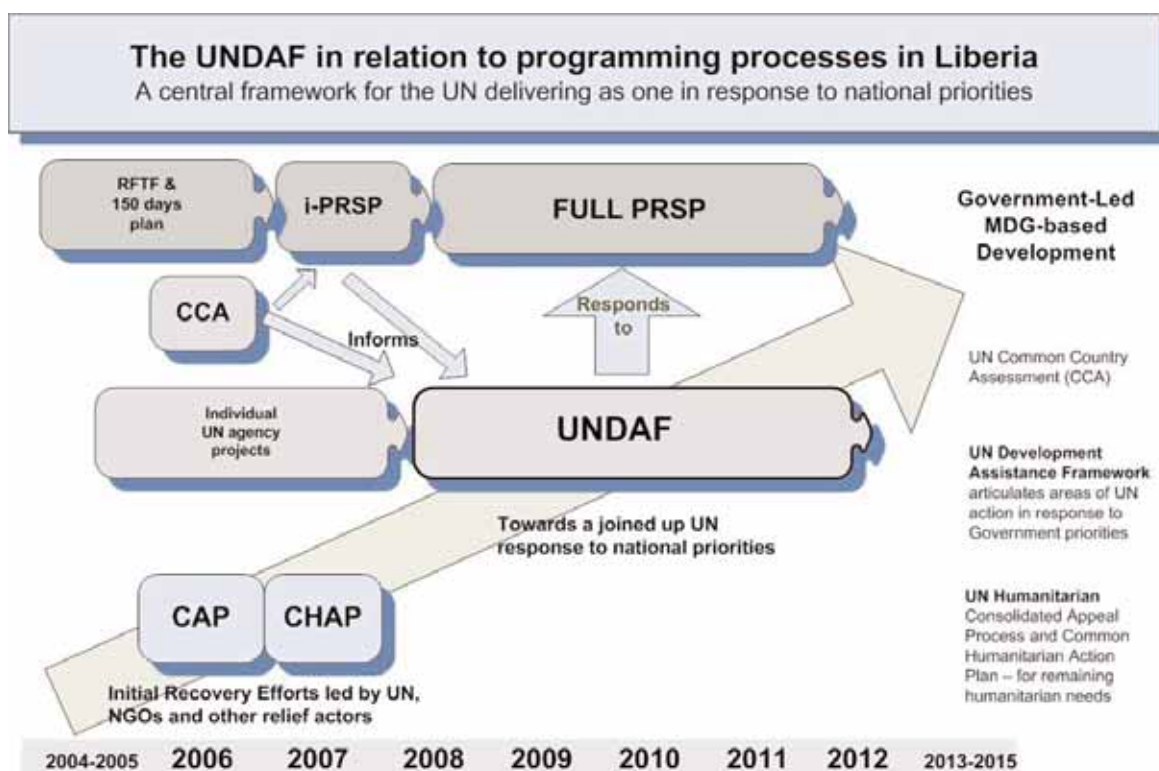 The UNDAF in relation to programming processes in Liberia
A central framework for the UN delivering as one in response to national priorities
RFTF &
150 days
plan
i-PRSP
FULL PRSP
Government-Led
MDG-based
Development
CCA
Informs
Responds
to
UN Common Country
Assessment (CCA)
Individual
UN agency
projects
UNDAF
UN Development
Assistance Framework
articulates areas of UN
action in response to
Government priorities
Towards a joined up UN
response to national priorities
CAP
CHAP
UN Humanitarian
Consolidated Appeal
Process and Common
Humanitarian Action
Plan – for remaining
humanitarian needs
Initial Recovery Efforts led by UN,
NGOs and other relief actors
2004-2005 2006 2007 2008 2009 2010 2011 2012 2013-2015